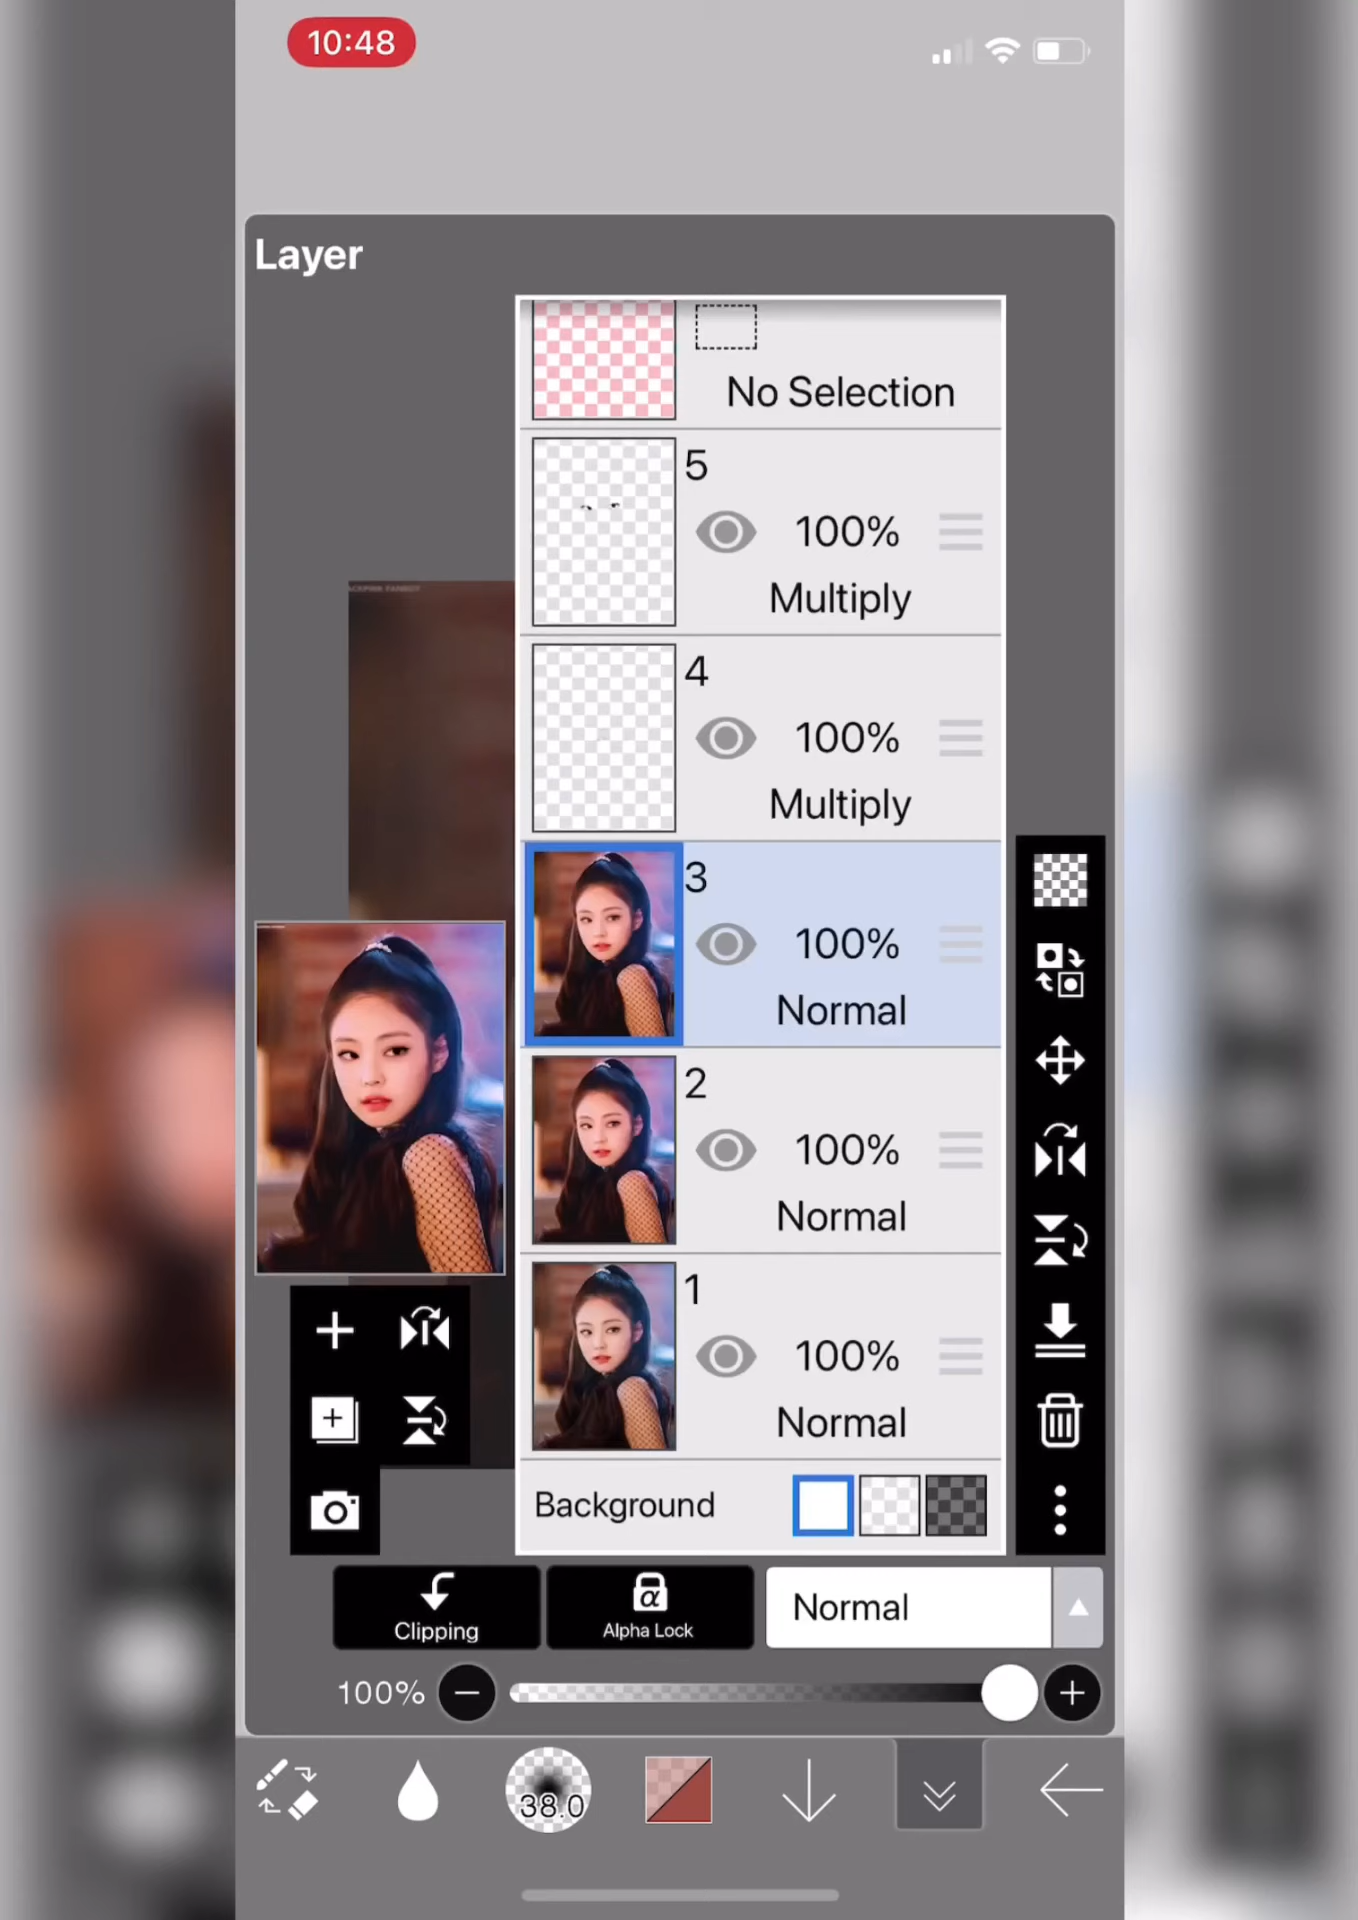 10:48
Layer
No Selection
5
100%
Multiply
4
100%
Multiply
3
100%
Normal
2
100%
Normal
1
100%
Normal
Background
Clipping
α
Alpha Lock
Normal
100%
38.0